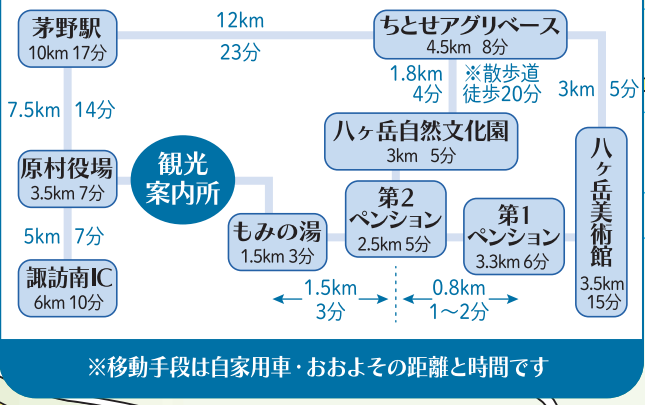 茅野駅
10km 17分
12km
23分
ちとせアグリベース
4.5km 8分
1.8km
4分
※散歩道
徒歩20分
3km 5分
7.5km 14分
八ヶ岳自然文化園
3km 5分
原村役場
3.5km 7分
観光
案内所
第2
ペンション
2.5km 5分
第1
ペンション
3.3km 6分
八ヶ岳美術館
3.5km
15分
もみの湯
1.5km 3分
5km 7分
諏訪南IC
6km 10分
1.5km
3分
0.8km
1〜2分
※移動手段は自家用車・おおよその距離と時間です